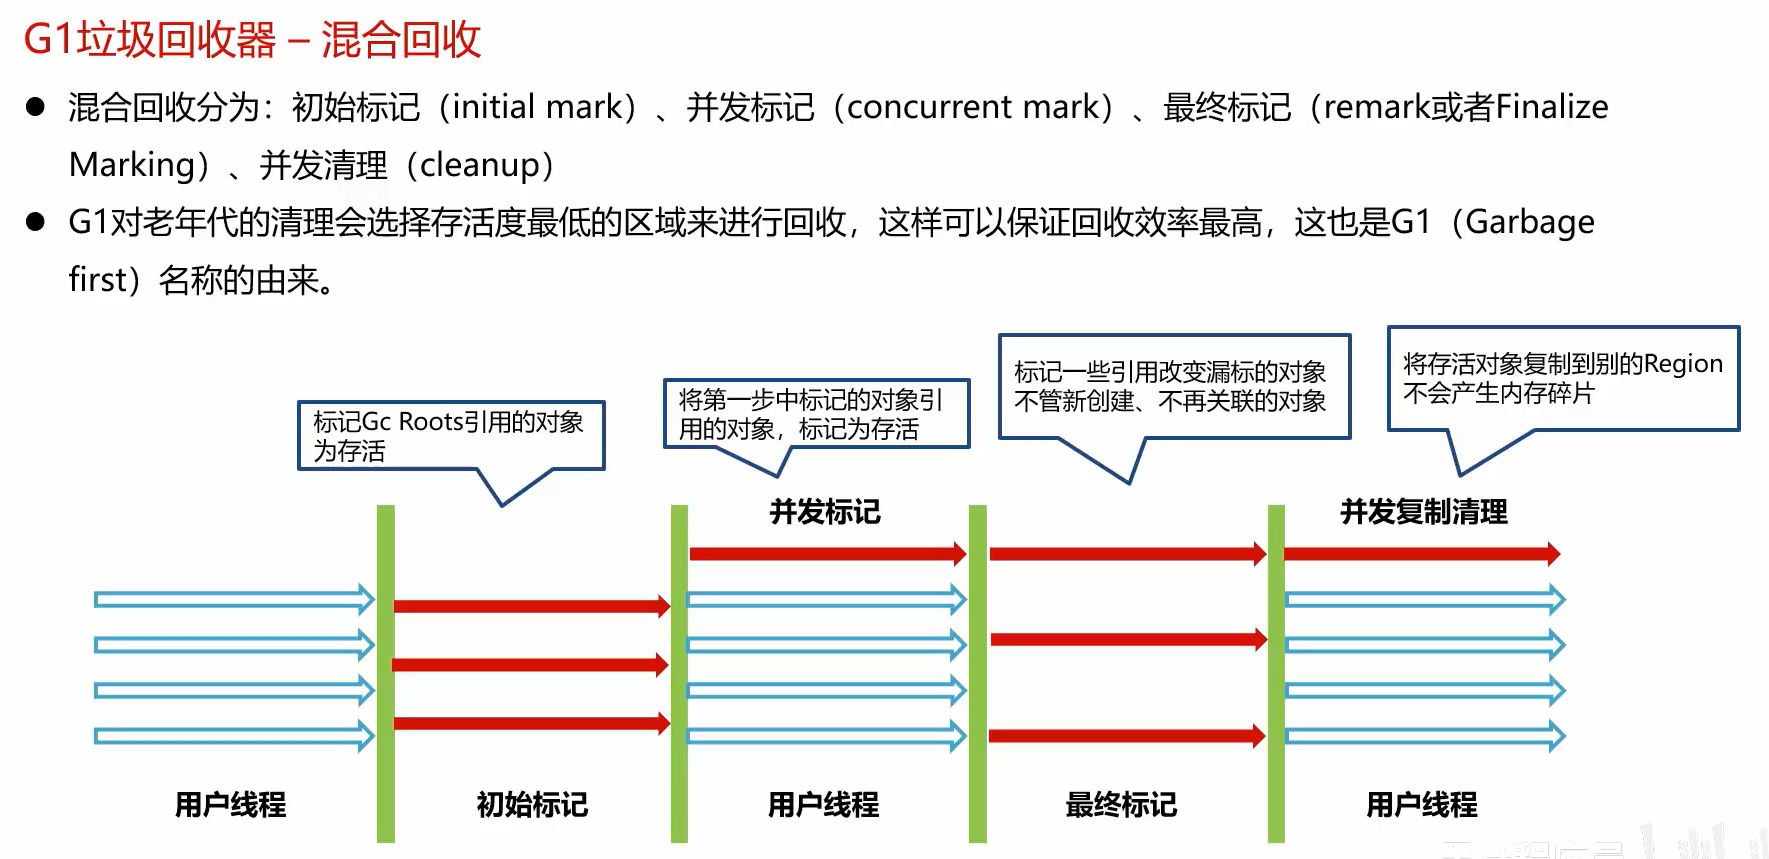 G1垃圾回收器 – 混合回收
● 混合回收分为：初始标记（initial mark）、并发标记（concurrent mark）、最终标记（remark或者Finalize
Marking）、并发清理（cleanup）
● G1对老年代的清理会选择存活度最低的区域来进行回收，这样可以保证回收效率最高，这也是G1（Garbage
first）名称的由来。
标记Gc Roots引用的对象
为存活
将第一步中标记的对象引
用的对象，标记为存活
标记一些引用改变漏标的对象
不管新创建、不再关联的对象
将存活对象复制到别的Region
不会产生内存碎片
并发标记
并发复制清理
用户线程
初始标记
用户线程
最终标记
用户线程